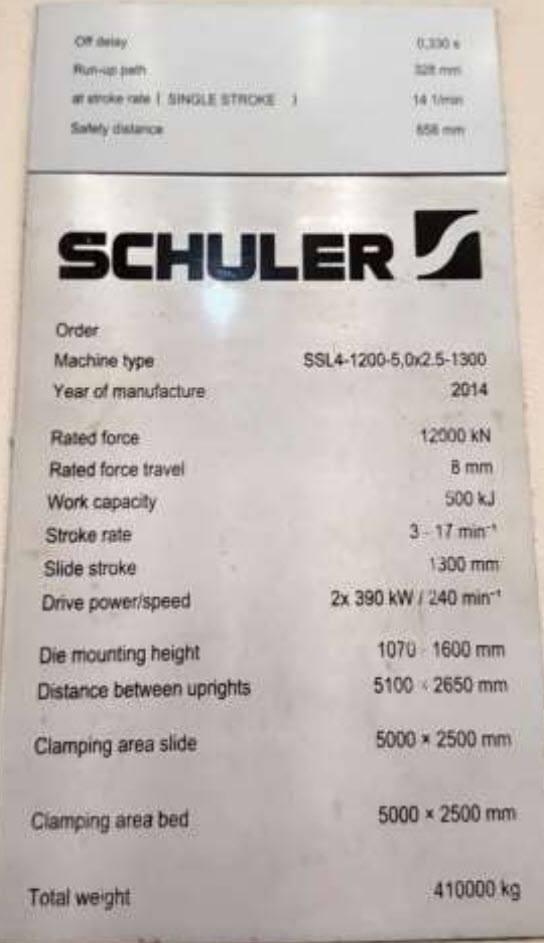 Off delay 0,330 s
Run-up path 328 mm
at stroke rate ( SINGLE STROKE ) 14 1/min
Safety distance 658 mm
SCHULER
Order
Machine type SSL4-1200-5,0x2.5-1300
Year of manufacture 2014
Rated force 12000 kN
Rated force travel 8 mm
Work capacity 500 kJ
Stroke rate 3 - 17 min⁻¹
Slide stroke 1300 mm
Drive power/speed 2x 390 kW / 240 min⁻¹
Die mounting height 1070 - 1600 mm
Distance between uprights 5100 × 2650 mm
Clamping area slide 5000 × 2500 mm
Clamping area bed 5000 × 2500 mm
Total weight 410000 kg